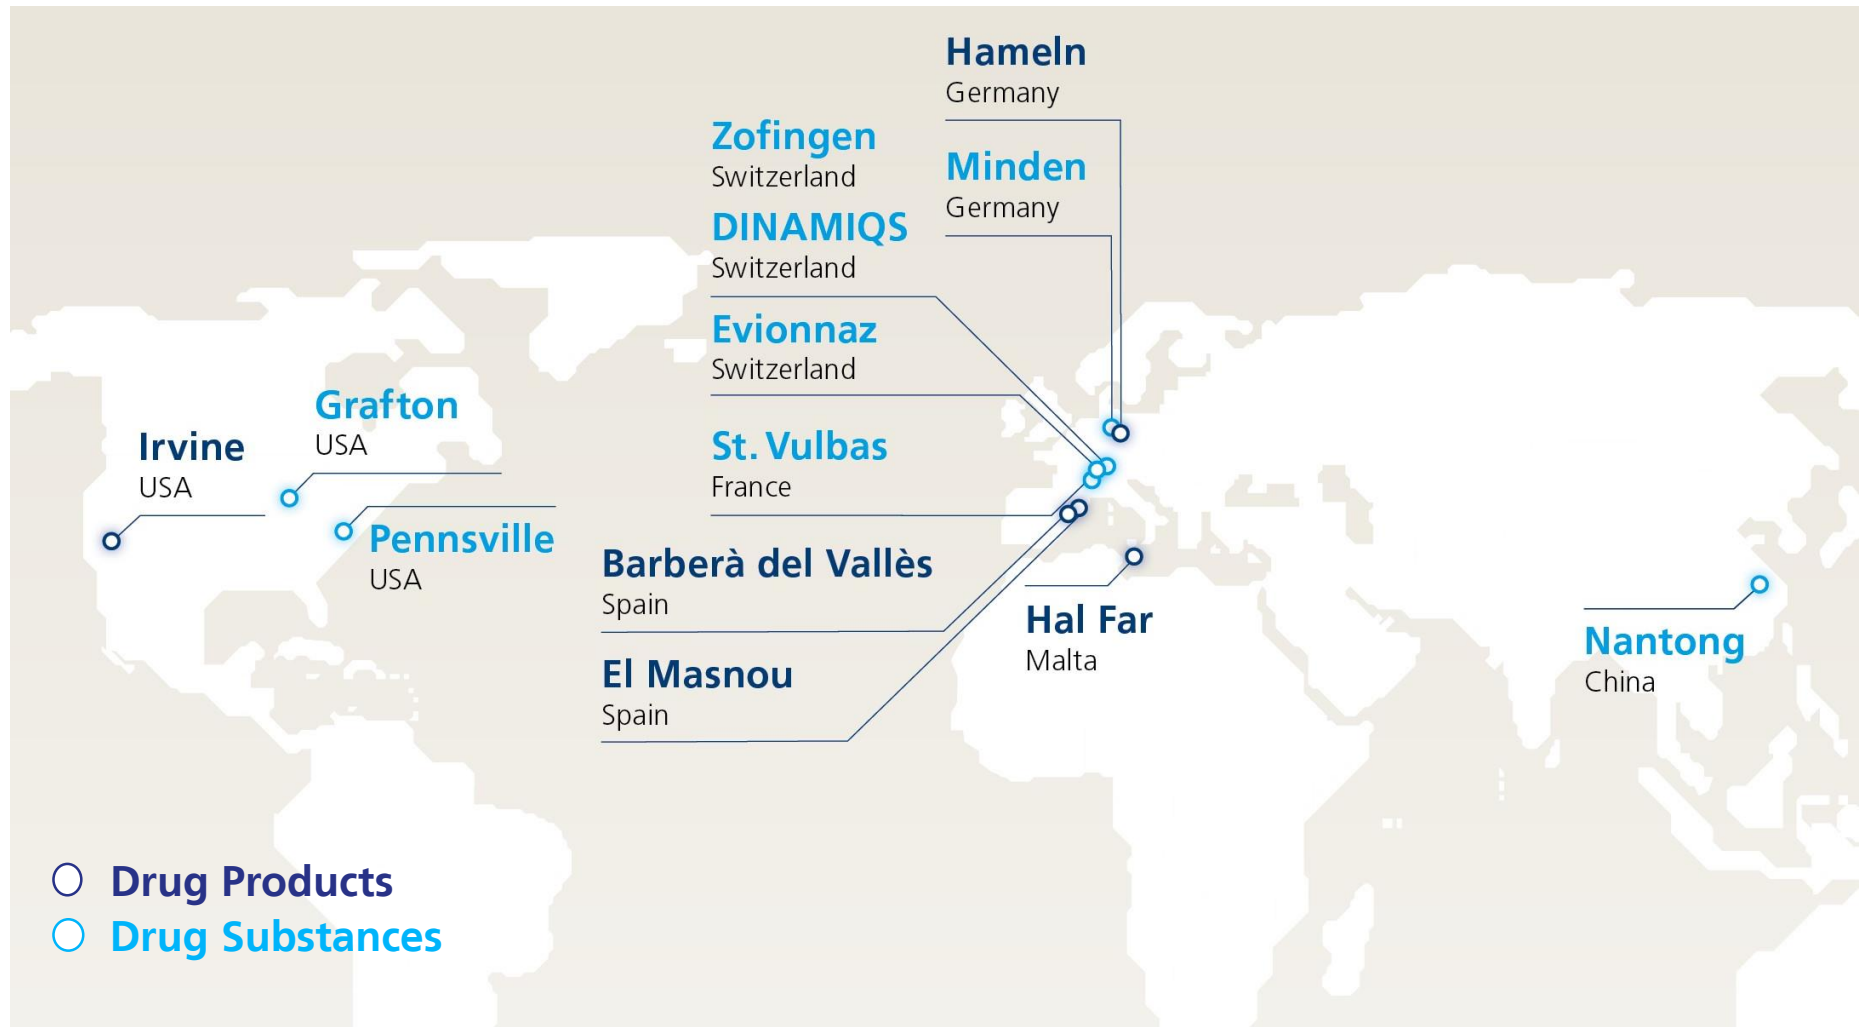 Hameln
Germany
Zofingen
Switzerland
Minden
Germany
DINAMIQS
Switzerland
Evionnaz
Switzerland
Grafton
USA
Irvine
USA
St. Vulbas
France
Pennsville
USA
Barberà del Vallès
Spain
Hal Far
Malta
El Masnou
Spain
Nantong
China
Drug Products
Drug Substances